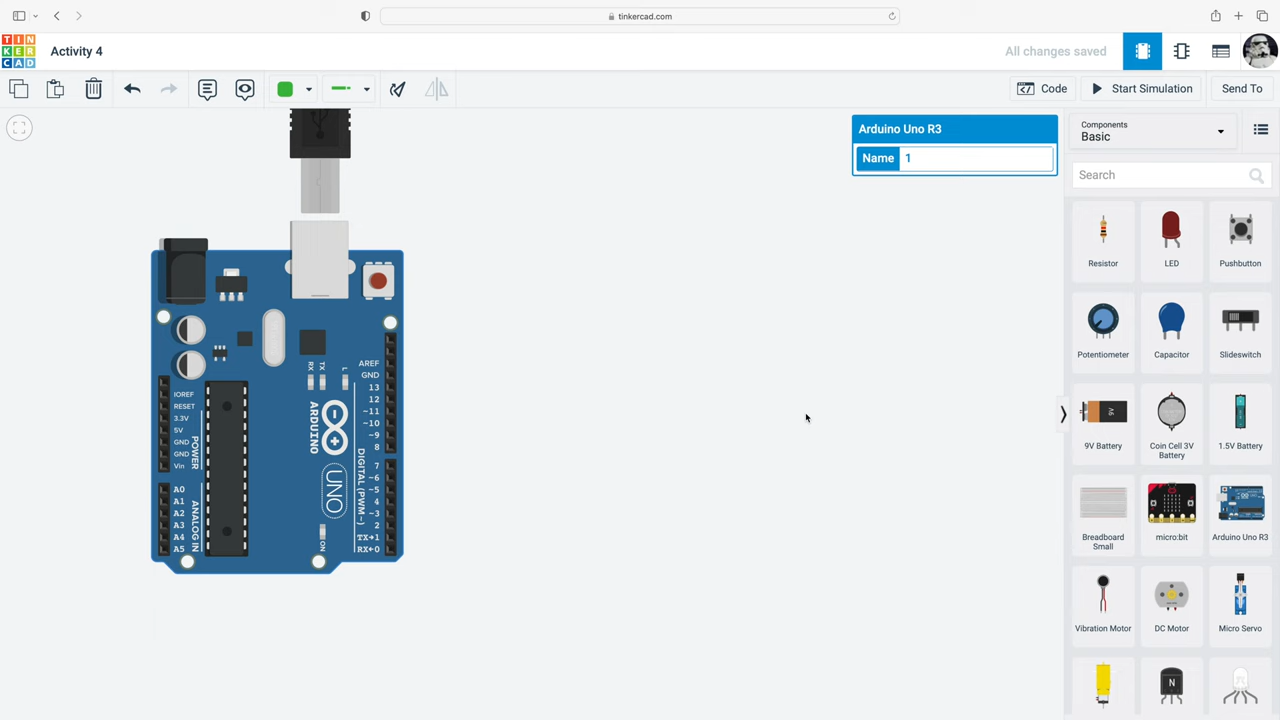 tinkercad.com
TIN
KER
CAD
Activity 4
All changes saved
Code
Start Simulation
Send To
Arduino Uno R3
Name 1
Components
Basic
Search
Resistor
LED
Pushbutton
Potentiometer
Capacitor
Slideswitch
9V Battery
Coin Cell 3V
Battery
1.5V Battery
Breadboard
Small
micro:bit
Arduino Uno R3
Vibration Motor
DC Motor
Micro Servo
N
RX
TX
L
AREF
GND
13
12
~11
~10
~9
8
7
~6
~5
4
~3
2
TX→1
RX←0
IOREF
RESET
3.3V
5V
GND
GND
Vin
A0
A1
A2
A3
A4
A5
POWER
ANALOG IN
ARDUINO
UNO
DIGITAL (PWM~)
ON